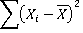 ∑(Xᵢ − X̅)²